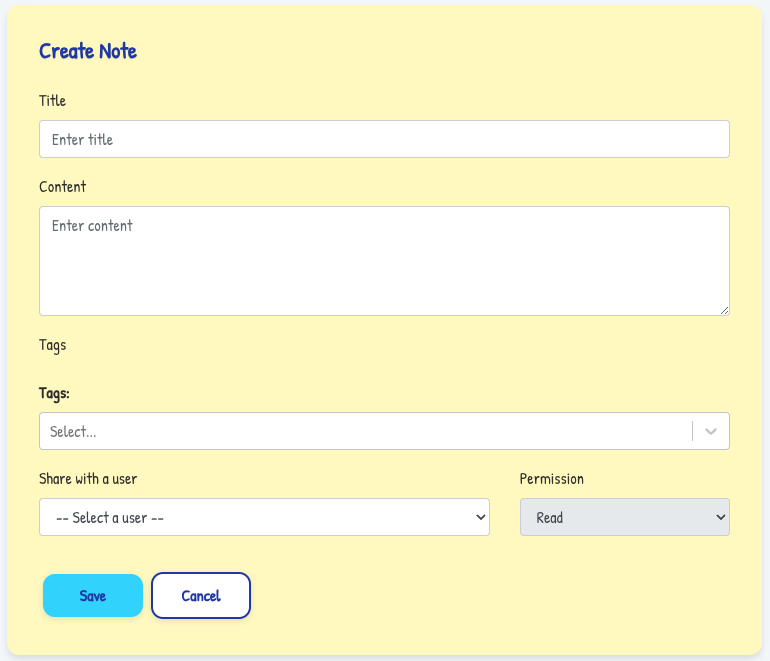 Create Note
Title
Enter title
Content
Enter content
Tags
Tags:
Select...
Share with a user Permission
-- Select a user -- Read
Save Cancel